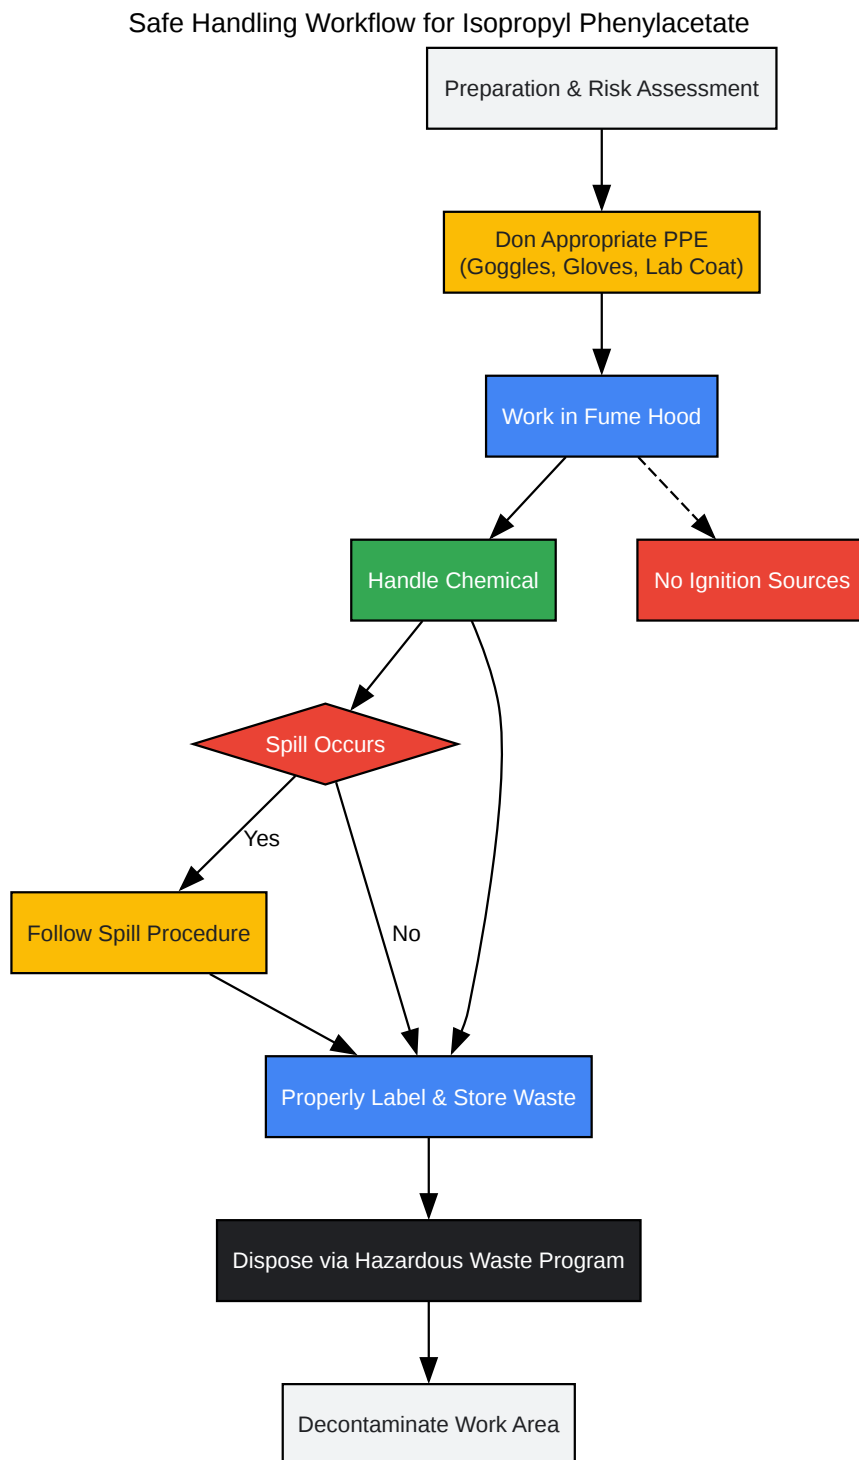 Safe Handling Workflow for Isopropyl Phenylacetate
Preparation & Risk Assessment
Don Appropriate PPE
(Goggles, Gloves, Lab Coat)
Work in Fume Hood
Handle Chemical
No Ignition Sources
Spill Occurs
Yes
Follow Spill Procedure
No
Properly Label & Store Waste
Dispose via Hazardous Waste Program
Decontaminate Work Area